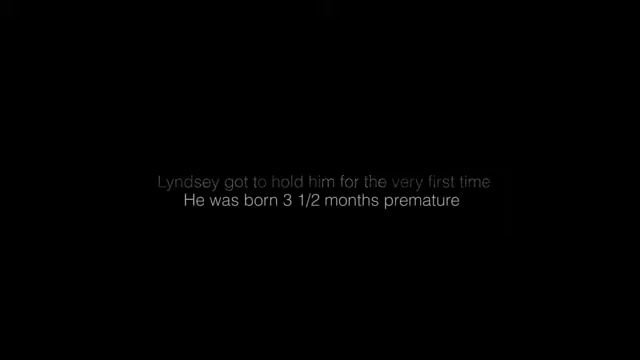 Lyndsey got to hold him for the very first time
He was born 3 1/2 months premature